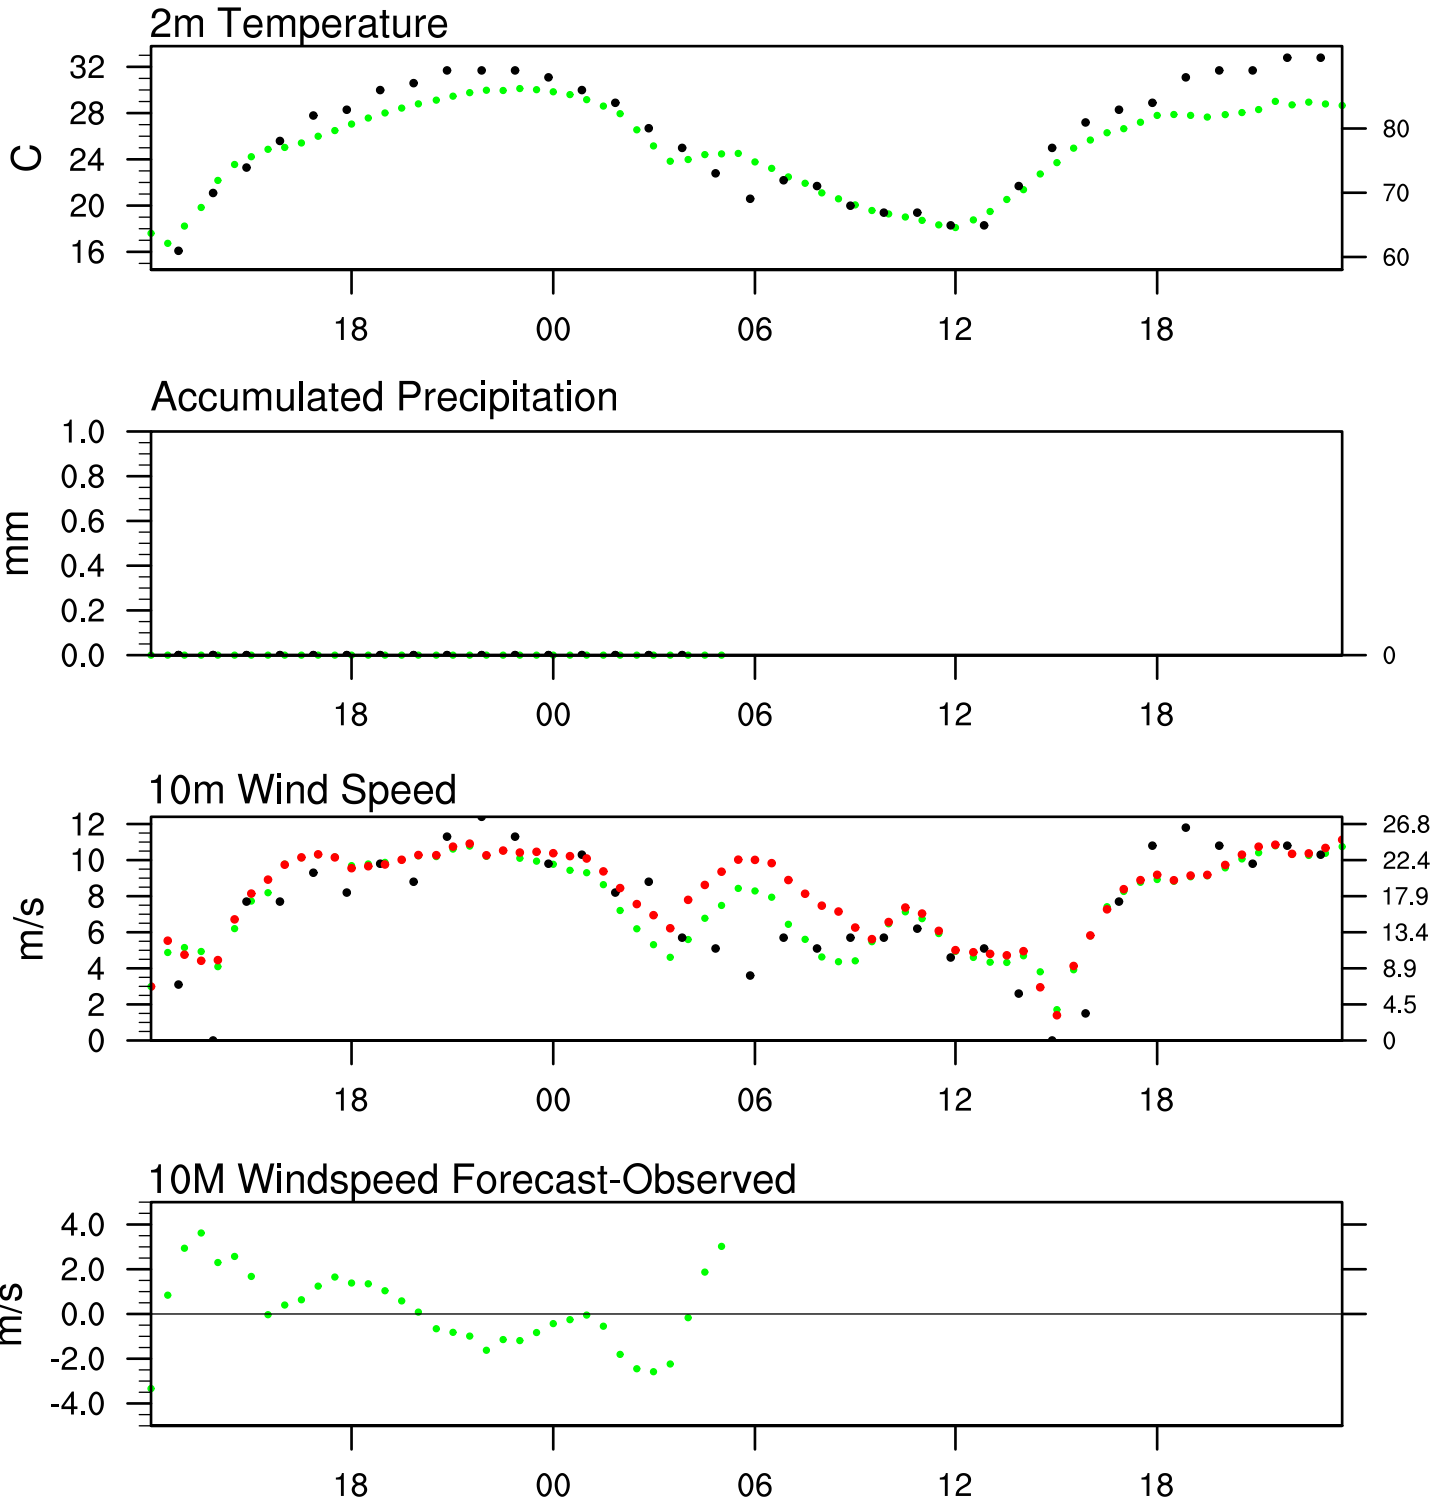 2m Temperature
32
28
24
20
16
C
80
70
60
18 00 06 12 18
Accumulated Precipitation
1.0
0.8
0.6
0.4
0.2
0.0
mm
0
18 00 06 12 18
10m Wind Speed
12
10
8
6
4
2
0
m/s
26.8
22.4
17.9
13.4
8.9
4.5
0
18 00 06 12 18
10M Windspeed Forecast-Observed
4.0
2.0
0.0
-2.0
-4.0
m/s
18 00 06 12 18